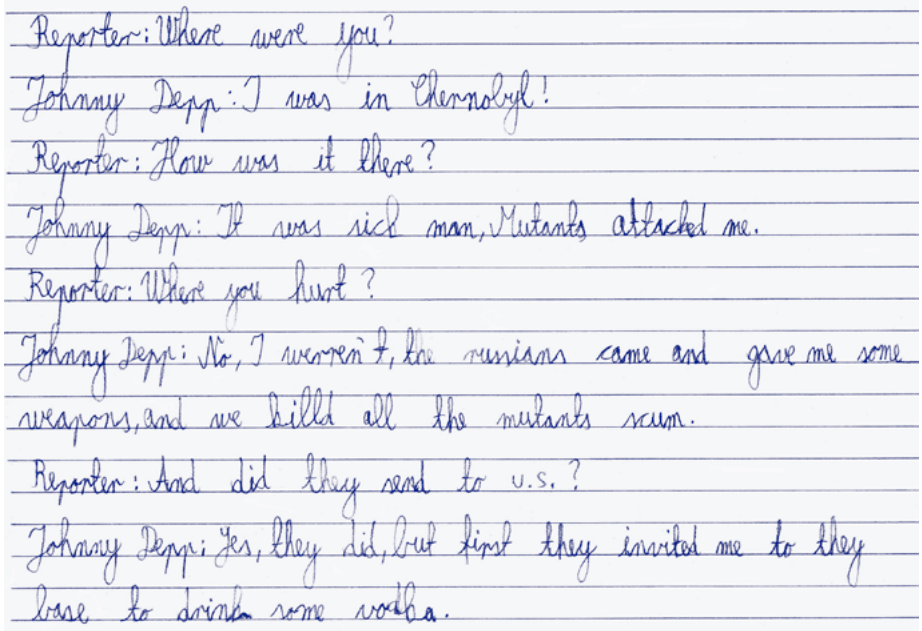 Reporter: Where were you?
Johnny Depp: I was in Chernobyl!
Reporter: How was it there?
Johnny Depp: It was sick man, Mutants attacked me.
Reporter: Where you hurt?
Johnny Depp: No, I werren't, the russians came and gave me some
weapons, and we killd all the mutants scum.
Reporter: And did they send to u.s.?
Johnny Depp: Yes, they did, but first they invited me to they
base to drink some vodka.